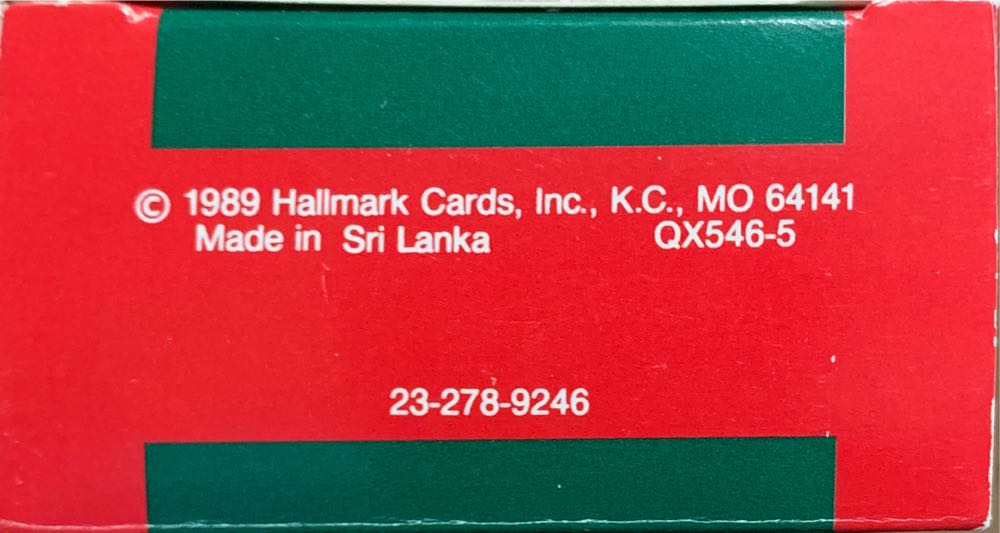 © 1989 Hallmark Cards, Inc., K.C., MO 64141
Made in Sri Lanka QX546-5
23-278-9246